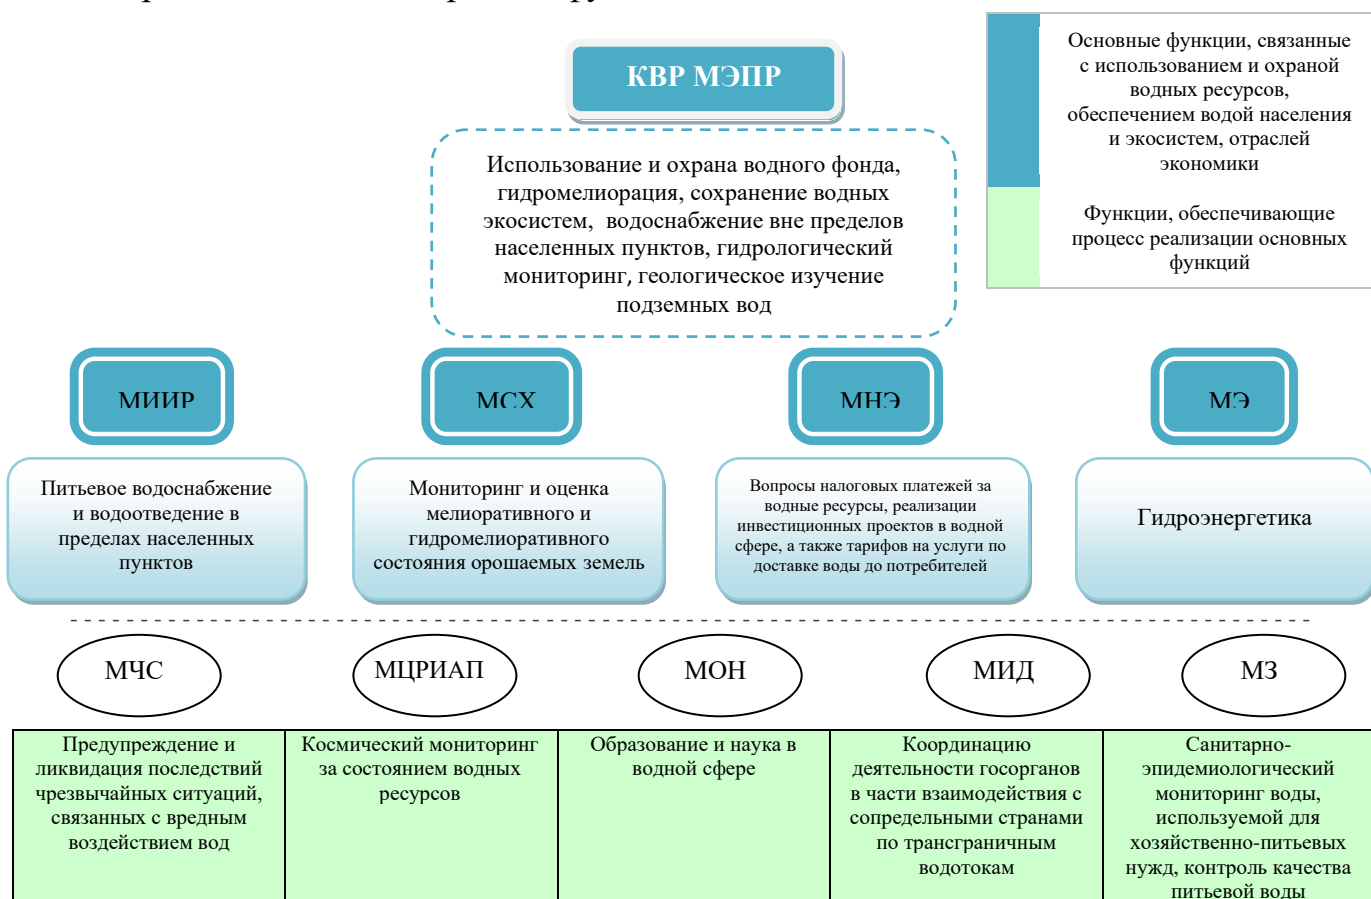 КВР МЭПР
Использование и охрана водного фонда,
гидромелиорация, сохранение водных
экосистем, водоснабжение вне пределов
населенных пунктов, гидрологический
мониторинг, геологическое изучение
подземных вод
Основные функции, связанные
с использованием и охраной
водных ресурсов,
обеспечением водой населения
и экосистем, отраслей
экономики
Функции, обеспечивающие
процесс реализации основных
функций
МИИР
МСХ
МНЭ
МЭ
Питьевое водоснабжение
и водоотведение в
пределах населенных
пунктов
Мониторинг и оценка
мелиоративного и
гидромелиоративного
состояния орошаемых земель
Вопросы налоговых платежей за
водные ресурсы, реализации
инвестиционных проектов в водной
сфере, а также тарифов на услуги по
доставке воды до потребителей
Гидроэнергетика
МЧС
МЦРИАП
МОН
МИД
МЗ
Предупреждение и
ликвидация последствий
чрезвычайных ситуаций,
связанных с вредным
воздействием вод
Космический мониторинг
за состоянием водных
ресурсов
Образование и наука в
водной сфере
Координацию
деятельности госорганов
в части взаимодействия с
сопредельными странами
по трансграничным
водотокам
Санитарно-
эпидемиологический
мониторинг воды,
используемой для
хозяйственно-питьевых
нужд, контроль качества
питьевой воды